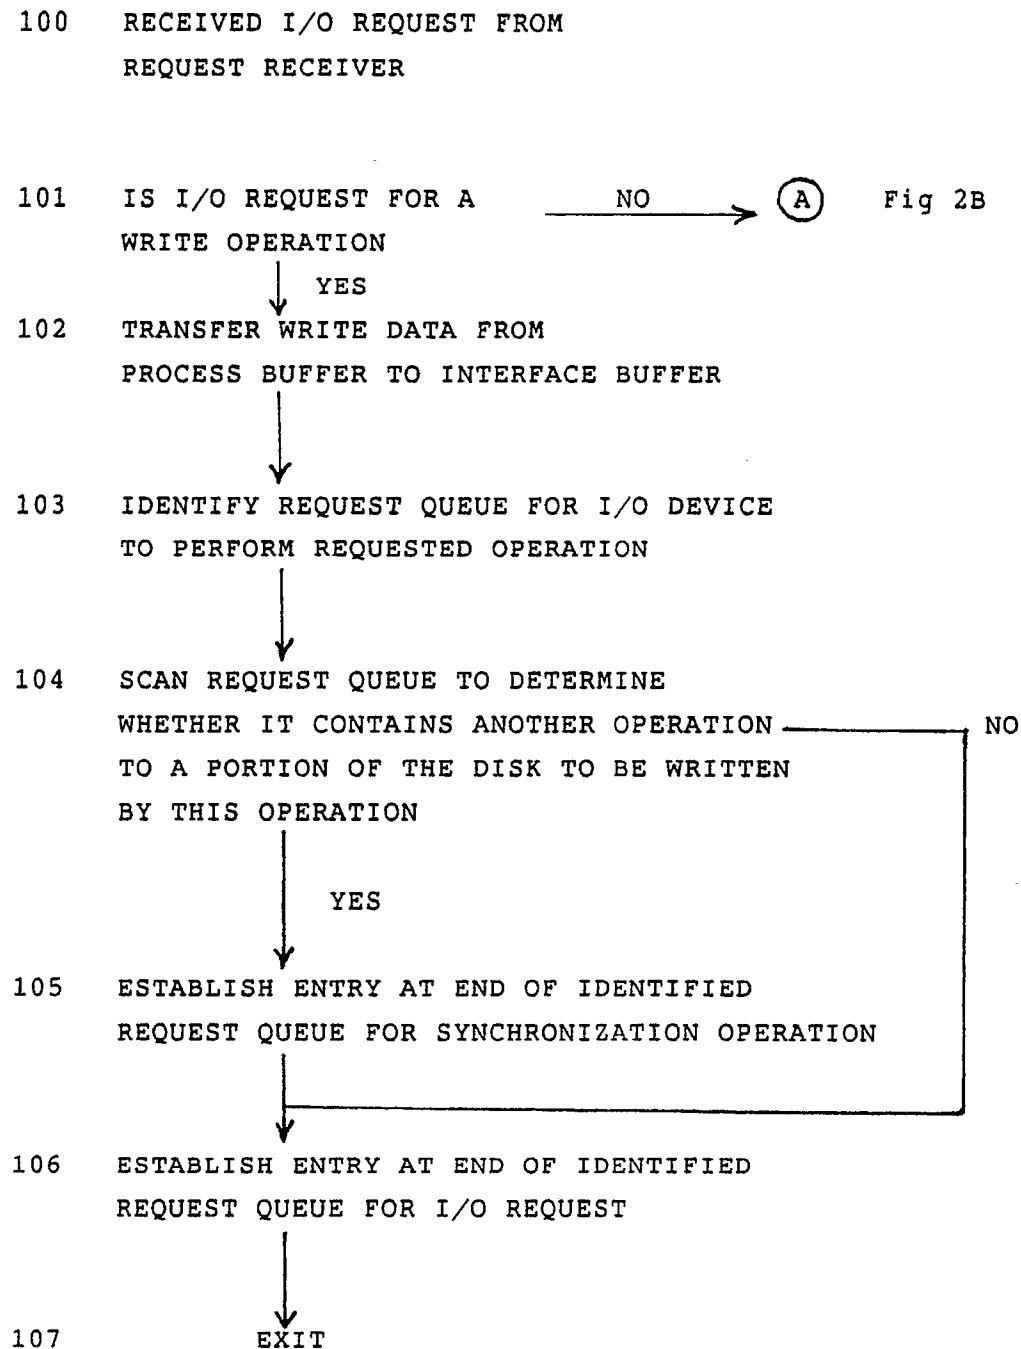 100 RECEIVED I/O REQUEST FROM
REQUEST RECEIVER
101 IS I/O REQUEST FOR A NO A Fig 2B
WRITE OPERATION
YES
102 TRANSFER WRITE DATA FROM
PROCESS BUFFER TO INTERFACE BUFFER
103 IDENTIFY REQUEST QUEUE FOR I/O DEVICE
TO PERFORM REQUESTED OPERATION
104 SCAN REQUEST QUEUE TO DETERMINE
WHETHER IT CONTAINS ANOTHER OPERATION NO
TO A PORTION OF THE DISK TO BE WRITTEN
BY THIS OPERATION
YES
105 ESTABLISH ENTRY AT END OF IDENTIFIED
REQUEST QUEUE FOR SYNCHRONIZATION OPERATION
106 ESTABLISH ENTRY AT END OF IDENTIFIED
REQUEST QUEUE FOR I/O REQUEST
107 EXIT